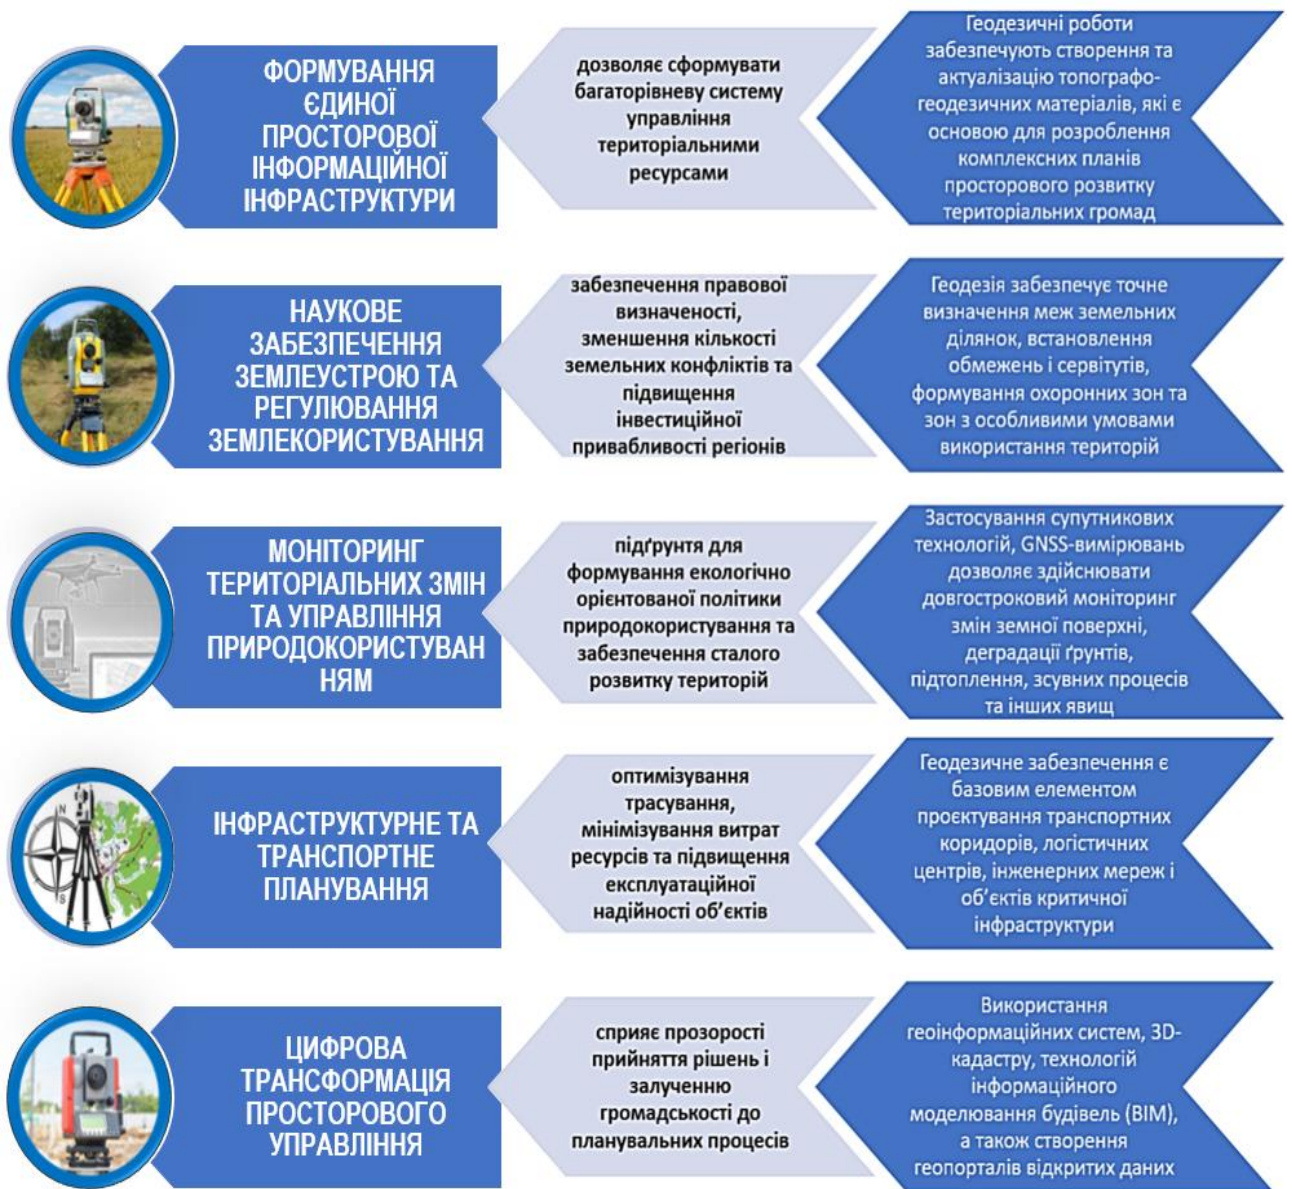 ФОРМУВАННЯ
ЄДИНОЇ
ПРОСТОРОВОЇ
ІНФОРМАЦІЙНОЇ
ІНФРАСТРУКТУРИ
дозволяє сформувати
багаторівневу систему
управління
територіальними
ресурсами
Геодезичні роботи
забезпечують створення та
актуалізацію топографо-
геодезичних матеріалів, які є
основою для розроблення
комплексних планів
просторового розвитку
територіальних громад
НАУКОВЕ
ЗАБЕЗПЕЧЕННЯ
ЗЕМЛЕУСТРОЮ ТА
РЕГУЛЮВАННЯ
ЗЕМЛЕКОРИСТУВАННЯ
забезпечення правової
визначеності,
зменшення кількості
земельних конфліктів та
підвищення
інвестиційної
привабливості регіонів
Геодезія забезпечує точне
визначення меж земельних
ділянок, встановлення
обмежень і сервітутів,
формування охоронних зон та
зон з особливими умовами
використання територій
МОНІТОРИНГ
ТЕРИТОРІАЛЬНИХ ЗМІН
ТА УПРАВЛІННЯ
ПРИРОДОКОРИСТУВАН
НЯМ
підґрунтя для
формування екологічно
орієнтованої політики
природокористування та
забезпечення сталого
розвитку територій
Застосування супутникових
технологій, GNSS-вимірювань
дозволяє здійснювати
довгостроковий моніторинг
змін земної поверхні,
деградації ґрунтів,
підтоплення, зсувних процесів
та інших явищ
N
S
ІНФРАСТРУКТУРНЕ ТА
ТРАНСПОРТНЕ
ПЛАНУВАННЯ
оптимізування
трасування,
мінімізування витрат
ресурсів та підвищення
експлуатаційної
надійності об’єктів
Геодезичне забезпечення є
базовим елементом
проєктування транспортних
коридорів, логістичних
центрів, інженерних мереж і
об’єктів критичної
інфраструктури
ЦИФРОВА
ТРАНСФОРМАЦІЯ
ПРОСТОРОВОГО
УПРАВЛІННЯ
сприяє прозорості
прийняття рішень і
залученню
громадськості до
планувальних процесів
Використання
геоінформаційних систем, 3D-
кадастру, технологій
інформаційного
моделювання будівель (BIM),
а також створення
геопорталів відкритих даних